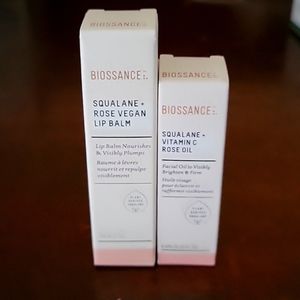 BIOSSANCE
SQUALANE +
ROSE VEGAN
LIP BALM
Lip Balm Nourishes
& Visibly Plumps
Baume à lèvres
nourrit et repulpe
visiblement
BIOSSANCE
SQUALANE +
VITAMIN C
ROSE OIL
Facial Oil to Visibly
Brighten & Firm
Huile visage
pour éclaircir et
raffermir visiblement